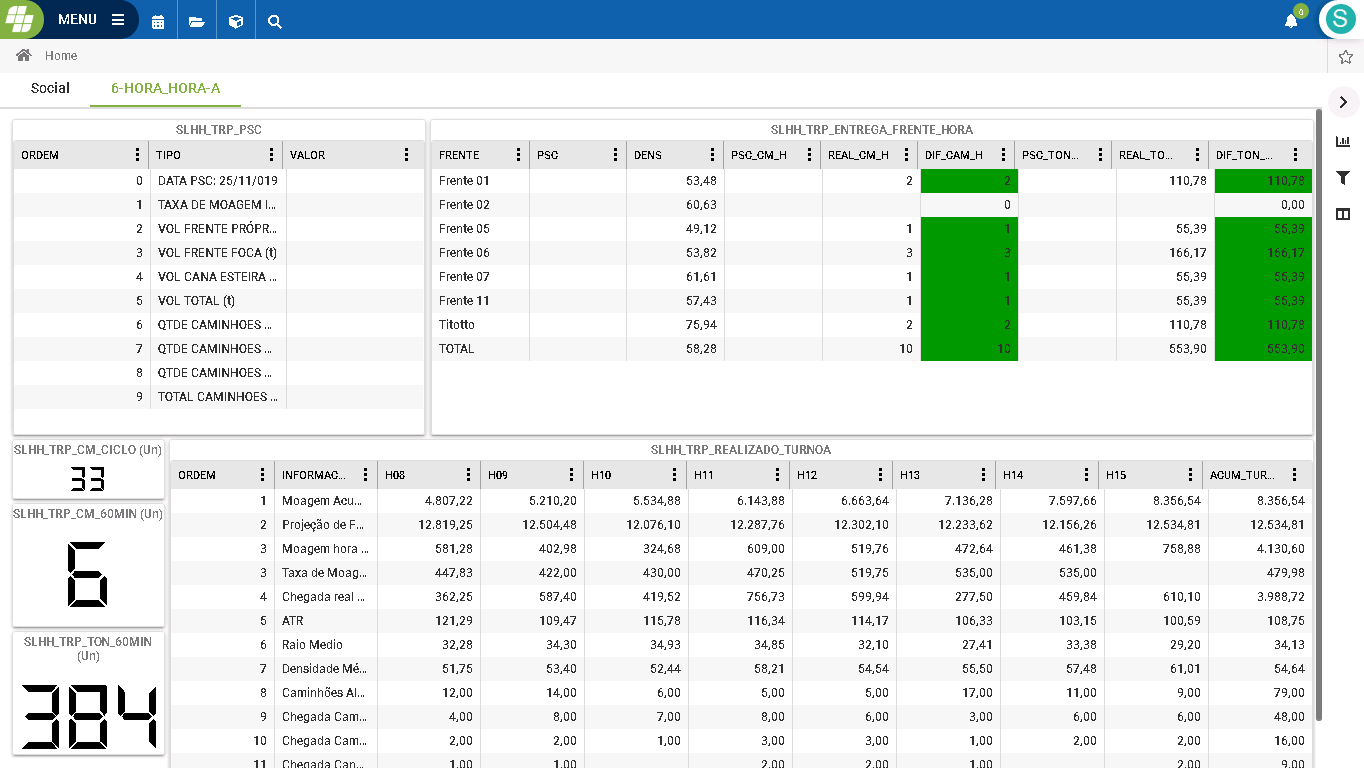 MENU
0
S
Home
Social 6-HORA_HORA-A
SLHH_TRP_PSC
ORDEM TIPO VALOR
0 DATA PSC: 25/11/019
1 TAXA DE MOAGEM I...
2 VOL FRENTE PRÓPR...
3 VOL FRENTE FOCA (t)
4 VOL CANA ESTEIRA ...
5 VOL TOTAL (t)
6 QTDE CAMINHOES ...
7 QTDE CAMINHOES ...
8 QTDE CAMINHOES ...
9 TOTAL CAMINHOES ...
SLHH_TRP_ENTREGA_FRENTE_HORA
FRENTE PSC DENS PSC_CM_H REAL_CM_H DIF_CAM_H PSC_TON... REAL_TO... DIF_TON_...
Frente 01 53,48 2 2 110,78 110,78
Frente 02 60,63 0 0,00
Frente 05 49,12 1 1 55,39 55,39
Frente 06 53,82 3 3 166,17 166,17
Frente 07 61,61 1 1 55,39 55,39
Frente 11 57,43 1 1 55,39 55,39
Titotto 75,94 2 2 110,78 110,78
TOTAL 58,28 10 10 553,90 553,90
SLHH_TRP_CM_CICLO (Un)
33
SLHH_TRP_CM_60MIN (Un)
6
SLHH_TRP_TON_60MIN
(Un)
384
SLHH_TRP_REALIZADO_TURNOA
ORDEM INFORMAC... H08 H09 H10 H11 H12 H13 H14 H15 ACUM_TUR...
1 Moagem Acu... 4.807,22 5.210,20 5.534,88 6.143,88 6.663,64 7.136,28 7.597,66 8.356,54 8.356,54
2 Projeção de F... 12.819,25 12.504,48 12.076,10 12.287,76 12.302,10 12.233,62 12.156,26 12.534,81 12.534,81
3 Moagem hora ... 581,28 402,98 324,68 609,00 519,76 472,64 461,38 758,88 4.130,60
3 Taxa de Moag... 447,83 422,00 430,00 470,25 519,75 535,00 535,00 479,98
4 Chegada real ... 362,25 587,40 419,52 756,73 599,94 277,50 459,84 610,10 3.988,72
5 ATR 121,29 109,47 115,78 116,34 114,17 106,33 103,15 100,59 108,75
6 Raio Medio 32,28 34,30 34,93 34,85 32,10 27,41 33,38 29,20 34,13
7 Densidade Mé... 51,75 53,40 52,44 58,21 54,54 55,50 57,48 61,01 54,64
8 Caminhões Al... 12,00 14,00 6,00 5,00 5,00 17,00 11,00 9,00 79,00
9 Chegada Cam... 4,00 8,00 7,00 8,00 6,00 3,00 6,00 6,00 48,00
10 Chegada Cam... 2,00 2,00 1,00 3,00 3,00 1,00 2,00 2,00 16,00
11 Chegada Can... 1,00 1,00 2,00 2,00 1,00 2,00 9,00